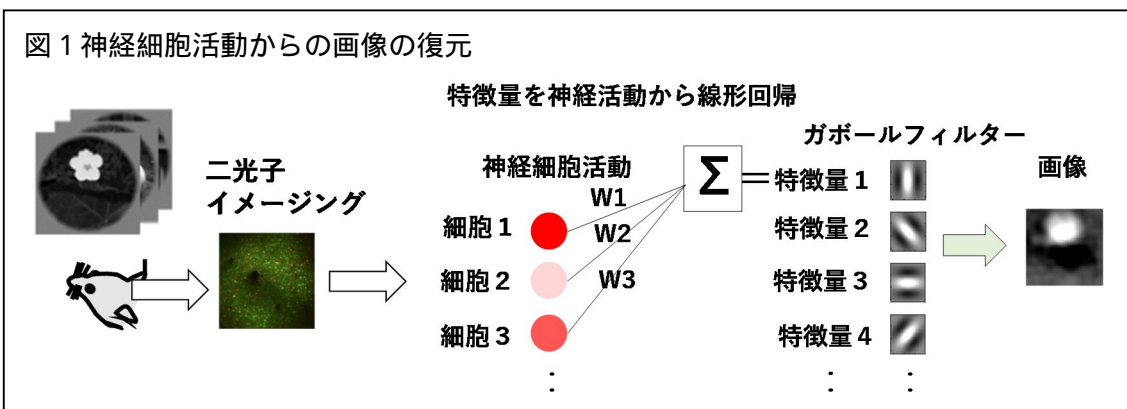 図1神経細胞活動からの画像の復元
特徴量を神経活動から線形回帰
ガボールフィルター
二光子
イメージング
神経細胞活動
Σ
=
特徴量1
画像
W1
細胞1
W2
特徴量2
細胞2
W3
特徴量3
細胞3
特徴量4
:
:
: